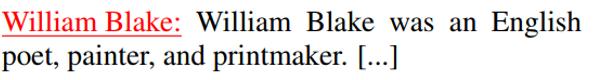 William Blake: William Blake was an English
poet, painter, and printmaker. [...]